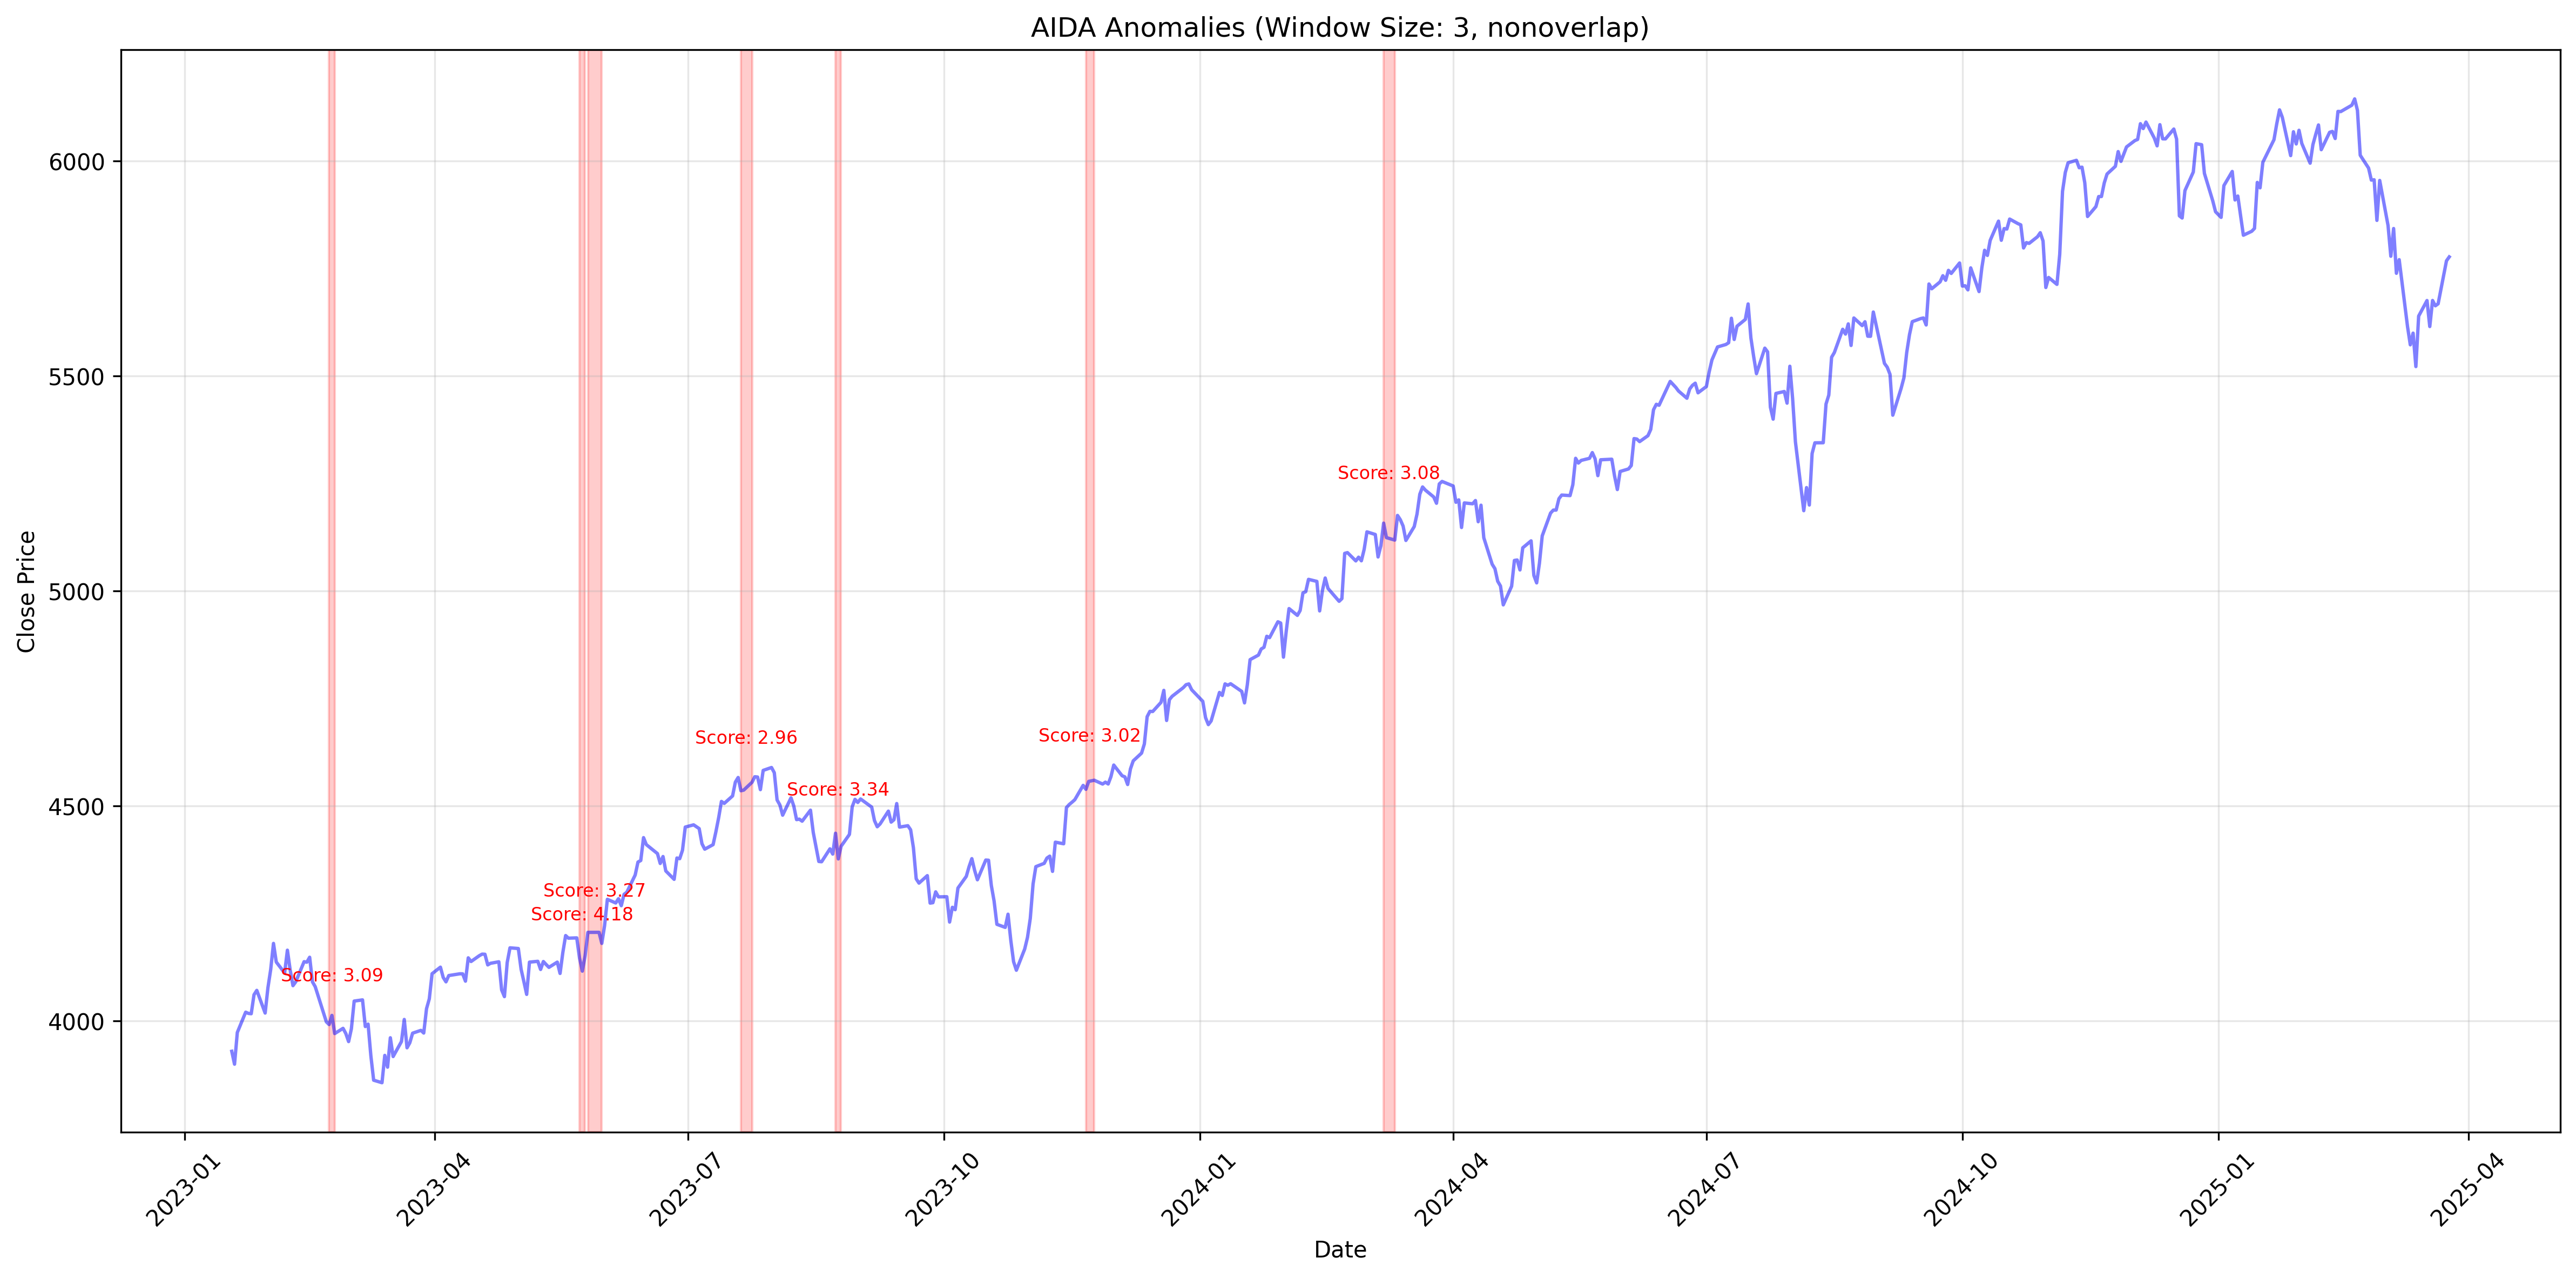 AIDA Anomalies (Window Size: 3, nonoverlap)
Close Price
6000
5500
5000
4500
4000
Score: 3.08
Score: 2.96
Score: 3.02
Score: 3.34
Score: 3.27
Score: 4.18
Score: 3.09
2023-01
2023-04
2023-07
2023-10
2024-01
2024-04
2024-07
2024-10
2025-01
2025-04
Date